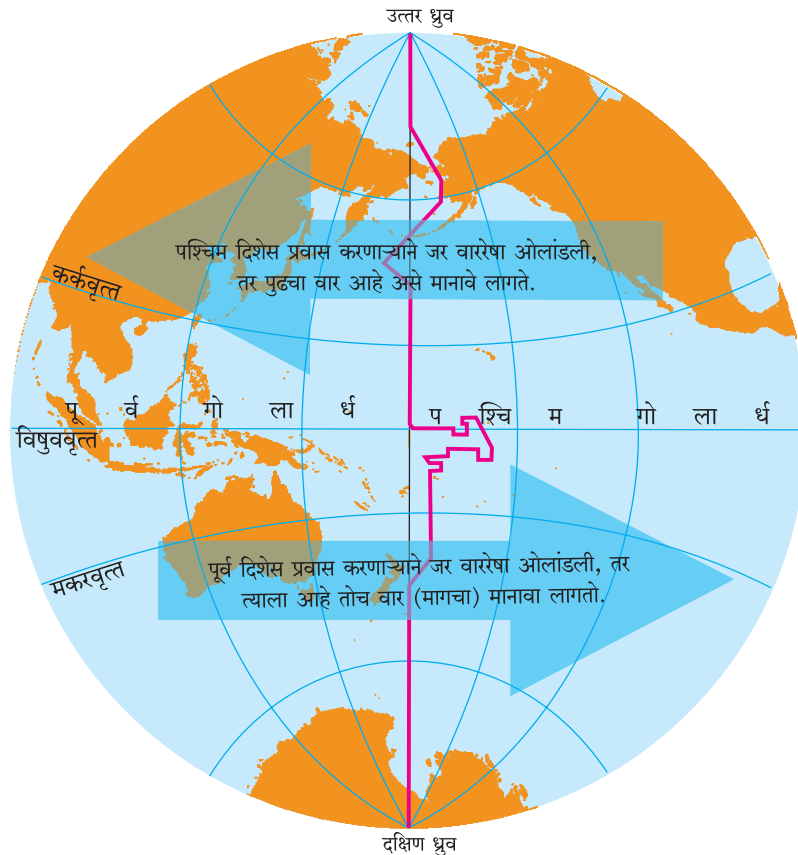 उत्तर ध्रुव
पश्चिम दिशेस प्रवास करणाऱ्याने जर वाररेषा ओलांडली,
तर पुढचा वार आहे असे मानावे लागते.
कर्कवृत्त
पूर्व गोलार्ध पश्चिम गोलार्ध
विषुववृत्त
पूर्व दिशेस प्रवास करणाऱ्याने जर वाररेषा ओलांडली, तर
त्याला आहे तोच वार (मागचा) मानावा लागतो.
मकरवृत्त
दक्षिण ध्रुव